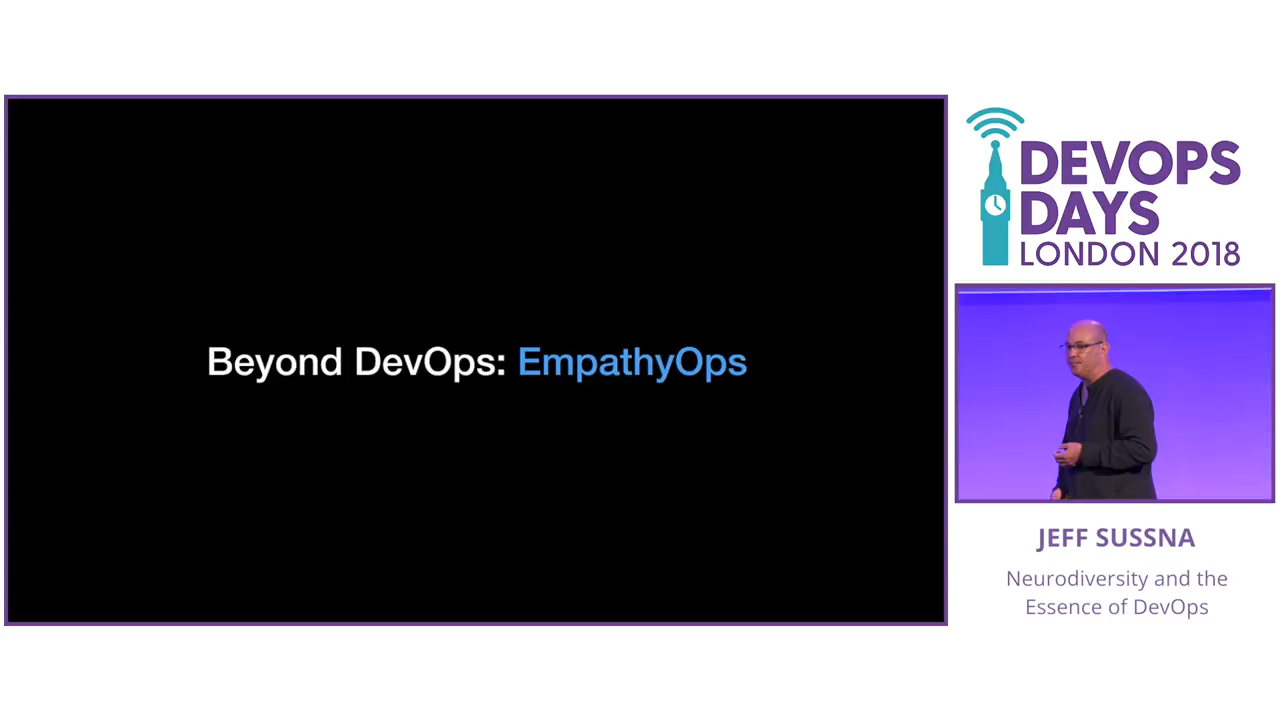 Beyond DevOps: EmpathyOps
DEVOPS
DAYS
LONDON 2018
JEFF SUSSNA
Neurodiversity and the
Essence of DevOps